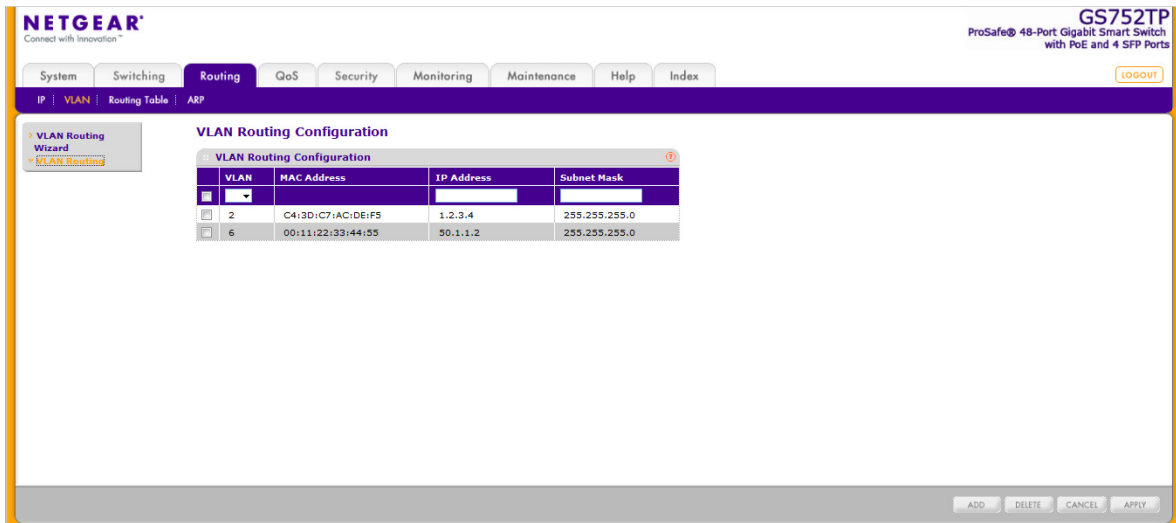 NETGEAR®
Connect with Innovation™
GS752TP
ProSafe® 48-Port Gigabit Smart Switch
with PoE and 4 SFP Ports
System Switching Routing QoS Security Monitoring Maintenance Help Index
LOGOUT
IP VLAN Routing Table ARP
VLAN Routing
Wizard
VLAN Routing
VLAN Routing Configuration
VLAN Routing Configuration
VLAN MAC Address IP Address Subnet Mask
2 C4:3D:C7:AC:DE:F5 1.2.3.4 255.255.255.0
6 00:11:22:33:44:55 50.1.1.2 255.255.255.0
ADD DELETE CANCEL APPLY